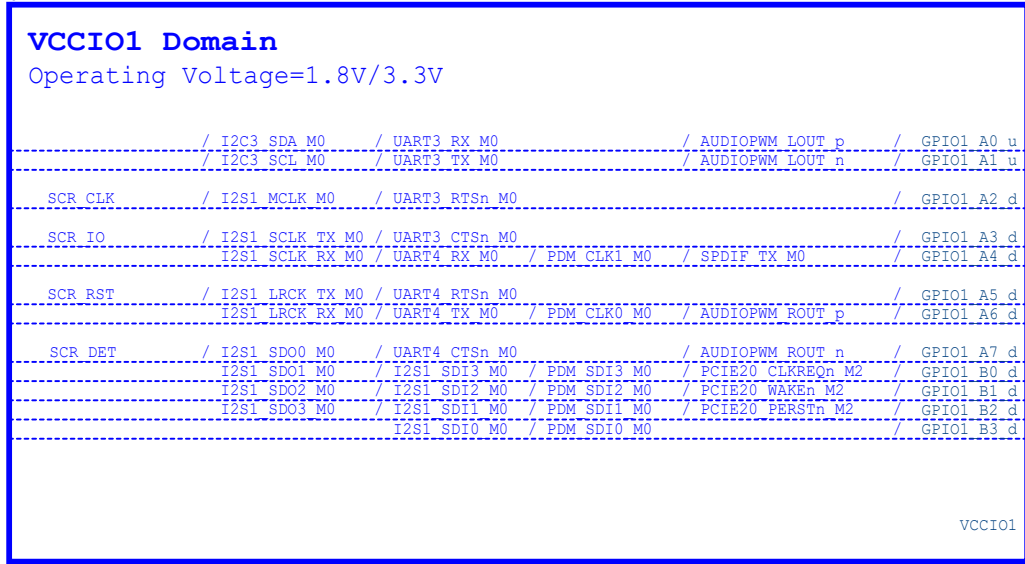 VCCIO1 Domain
Operating Voltage=1.8V/3.3V
/ I2C3_SDA_M0 / UART3_RX_M0 / AUDIOPWM_LOUT_p / GPIO1_A0_u
/ I2C3_SCL_M0 / UART3_TX_M0 / AUDIOPWM_LOUT_n / GPIO1_A1_u
SCR_CLK / I2S1_MCLK_M0 / UART3_RTSn_M0 / GPIO1_A2_d
SCR_IO / I2S1_SCLK_TX_M0 / UART3_CTSn_M0 / GPIO1_A3_d
I2S1_SCLK_RX_M0 / UART4_RX_M0 / PDM_CLK1_M0 / SPDIF_TX_M0 / GPIO1_A4_d
SCR_RST / I2S1_LRCK_TX_M0 / UART4_RTSn_M0 / GPIO1_A5_d
I2S1_LRCK_RX_M0 / UART4_TX_M0 / PDM_CLK0_M0 / AUDIOPWM_ROUT_p / GPIO1_A6_d
SCR_DET / I2S1_SDO0_M0 / UART4_CTSn_M0 / AUDIOPWM_ROUT_n / GPIO1_A7_d
I2S1_SDO1_M0 / I2S1_SDI3_M0 / PDM_SDI3_M0 / PCIE20_CLKREQn_M2 / GPIO1_B0_d
I2S1_SDO2_M0 / I2S1_SDI2_M0 / PDM_SDI2_M0 / PCIE20_WAKEn_M2 / GPIO1_B1_d
I2S1_SDO3_M0 / I2S1_SDI1_M0 / PDM_SDI1_M0 / PCIE20_PERSTn_M2 / GPIO1_B2_d
I2S1_SDI0_M0 / PDM_SDI0_M0 / GPIO1_B3_d
VCCIO1